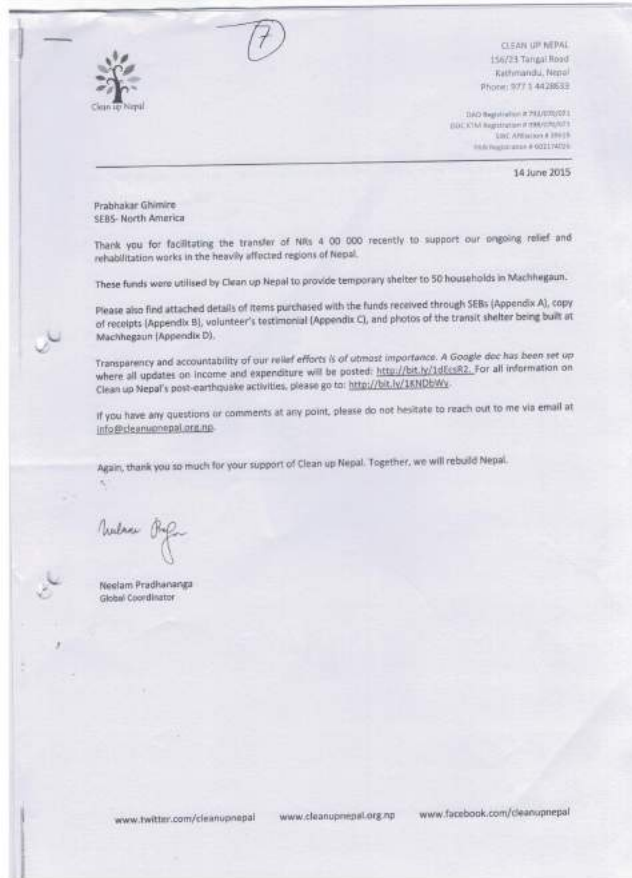 7
CLEAN UP NEPAL
156/23 Tangal Road
Kathmandu, Nepal
Phone: 977 1 4428633
Clean up Nepal
DAO Registration # 792/070/071
14 June 2015
Prabhakar Ghimire
SEBS- North America
Thank you for facilitating the transfer of NRs 4 00 000 recently to support our ongoing relief and
rehabilitation works in the heavily affected regions of Nepal.
These funds were utilised by Clean up Nepal to provide temporary shelter to 50 households in Machhegaun.
Please also find attached details of items purchased with the funds received through SEBs (Appendix A), copy
of receipts (Appendix B), volunteer's testimonial (Appendix C), and photos of the transit shelter being built at
Machhegaun (Appendix D).
Transparency and accountability of our relief efforts is of utmost importance. A Google doc has been set up
where all updates on income and expenditure will be posted: http://bit.ly/1dEcsR2. For all information on
Clean up Nepal's post-earthquake activities, please go to: http://bit.ly/1KNDbWv.
If you have any questions or comments at any point, please do not hesitate to reach out to me via email at
info@cleanupnepal.org.np.
Again, thank you so much for your support of Clean up Nepal. Together, we will rebuild Nepal.
Neelam Pradhananga
Global Coordinator
www.twitter.com/cleanupnepal www.cleanupnepal.org.np www.facebook.com/cleanupnepal